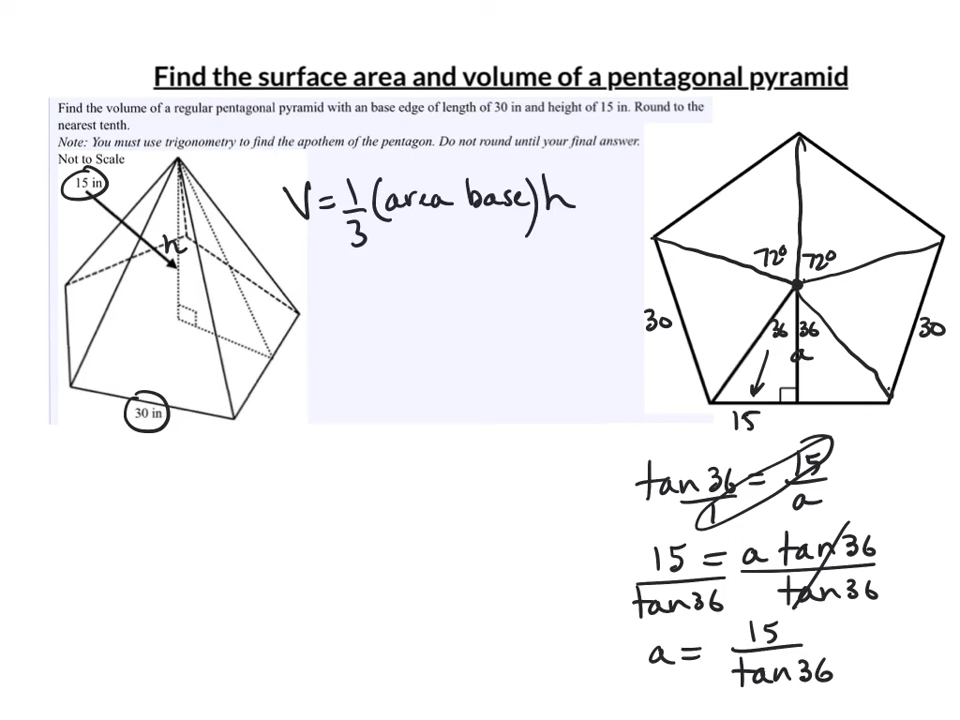 Find the surface area and volume of a pentagonal pyramid
Find the volume of a regular pentagonal pyramid with an base edge of length of 30 in and height of 15 in. Round to the
nearest tenth.
Note: You must use trigonometry to find the apothem of the pentagon. Do not round until your final answer.
Not to Scale
15 in
h
30 in
V = 1/3 (area base) h
72° 72°
30
36 36
30
a
15
tan 36/1 = 15/a
15/tan 36 = a tan 36/tan 36
a = 15/tan 36